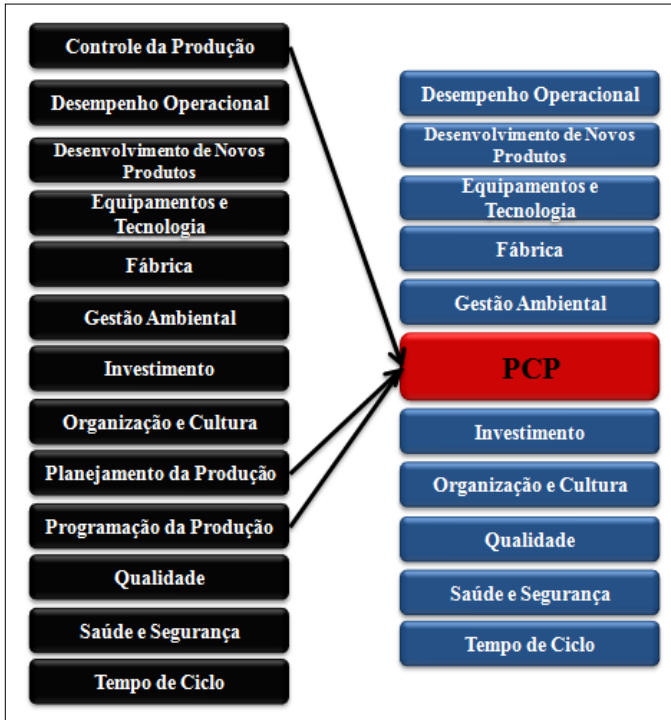 Controle da Produção
Desempenho Operacional
Desenvolvimento de Novos
Produtos
Equipamentos e
Tecnologia
Fábrica
Gestão Ambiental
Investimento
Organização e Cultura
Planejamento da Produção
Programação da Produção
Qualidade
Saúde e Segurança
Tempo de Ciclo
Desempenho Operacional
Desenvolvimento de Novos
Produtos
Equipamentos e
Tecnologia
Fábrica
Gestão Ambiental
PCP
Investimento
Organização e Cultura
Qualidade
Saúde e Segurança
Tempo do Ciclo